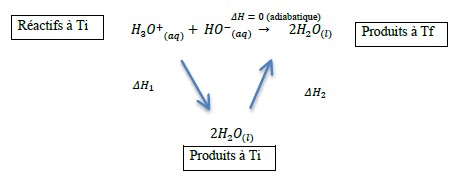 ΔH = 0 (adiabatique)
Réactifs à Ti
H₃O⁺(aq) + HO⁻(aq) → 2H₂O(l)
Produits à Tf
ΔH₁
ΔH₂
2H₂O(l)
Produits à Ti